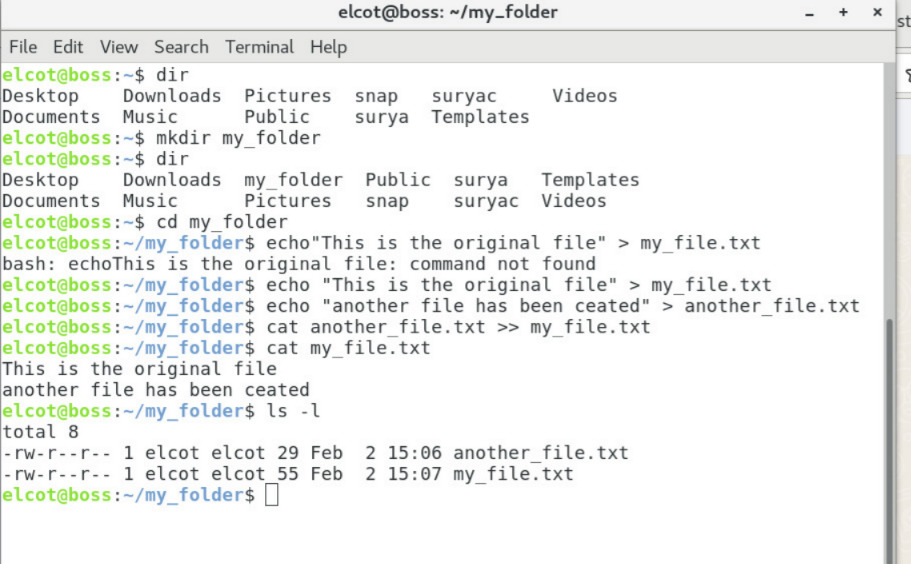 elcot@boss: ~/my_folder
File Edit View Search Terminal Help
elcot@boss:~$ dir
Desktop    Downloads  Pictures  snap   suryac     Videos
Documents  Music      Public    surya  Templates
elcot@boss:~$ mkdir my_folder
elcot@boss:~$ dir
Desktop    Downloads  my_folder  Public  surya   Templates
Documents  Music      Pictures   snap    suryac  Videos
elcot@boss:~$ cd my_folder
elcot@boss:~/my_folder$ echo"This is the original file" > my_file.txt
bash: echoThis is the original file: command not found
elcot@boss:~/my_folder$ echo "This is the original file" > my_file.txt
elcot@boss:~/my_folder$ echo "another file has been ceated" > another_file.txt
elcot@boss:~/my_folder$ cat another_file.txt >> my_file.txt
elcot@boss:~/my_folder$ cat my_file.txt
This is the original file
another file has been ceated
elcot@boss:~/my_folder$ ls -l
total 8
-rw-r--r-- 1 elcot elcot 29 Feb  2 15:06 another_file.txt
-rw-r--r-- 1 elcot elcot 55 Feb  2 15:07 my_file.txt
elcot@boss:~/my_folder$